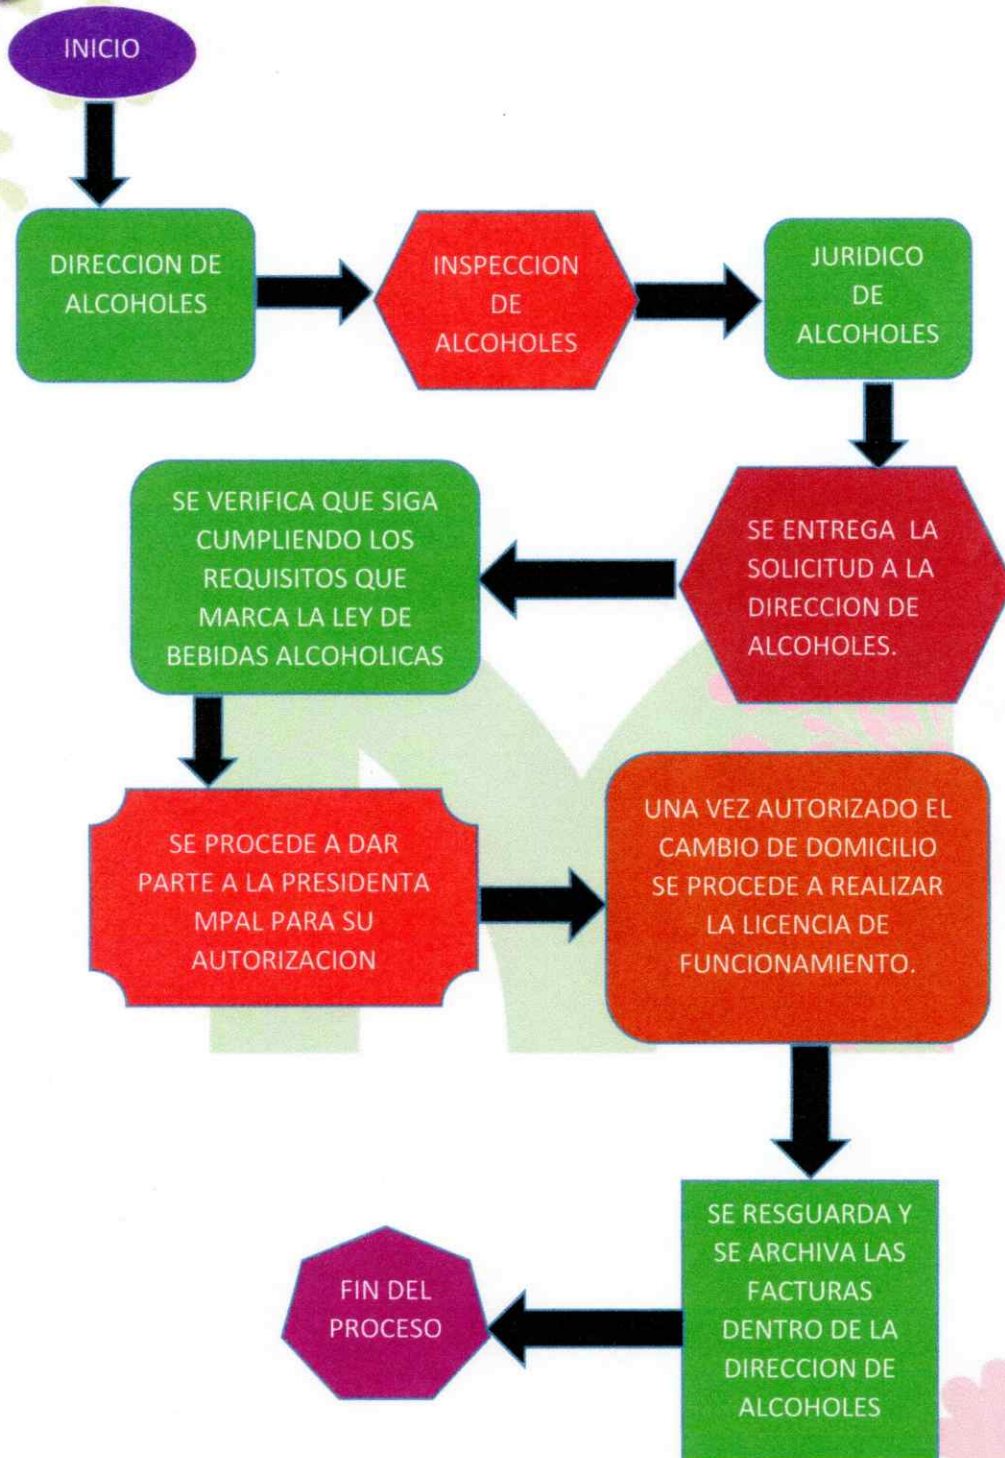 INICIO
DIRECCION DE
ALCOHOLES
INSPECCION
DE
ALCOHOLES
JURIDICO
DE
ALCOHOLES
SE ENTREGA LA
SOLICITUD A LA
DIRECCION DE
ALCOHOLES.
SE VERIFICA QUE SIGA
CUMPLIENDO LOS
REQUISITOS QUE
MARCA LA LEY DE
BEBIDAS ALCOHOLICAS
SE PROCEDE A DAR
PARTE A LA PRESIDENTA
MPAL PARA SU
AUTORIZACION
UNA VEZ AUTORIZADO EL
CAMBIO DE DOMICILIO
SE PROCEDE A REALIZAR
LA LICENCIA DE
FUNCIONAMIENTO.
SE RESGUARDA Y
SE ARCHIVA LAS
FACTURAS
DENTRO DE LA
DIRECCION DE
ALCOHOLES
FIN DEL
PROCESO